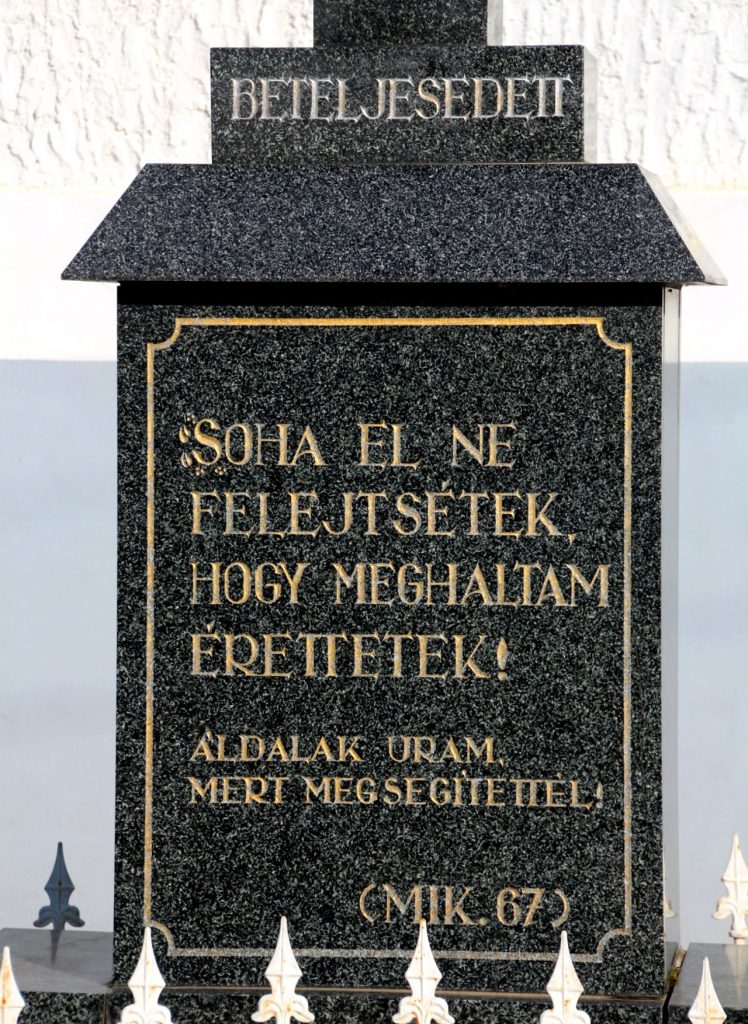 BETELJESEDETT
SOHA EL NE
FELEJTSÉTEK,
HOGY MEGHALTAM
ÉRETTETEK!
ÁLDALAK URAM,
MERT MEGSEGÍTETTÉL!
(MIK. 67)